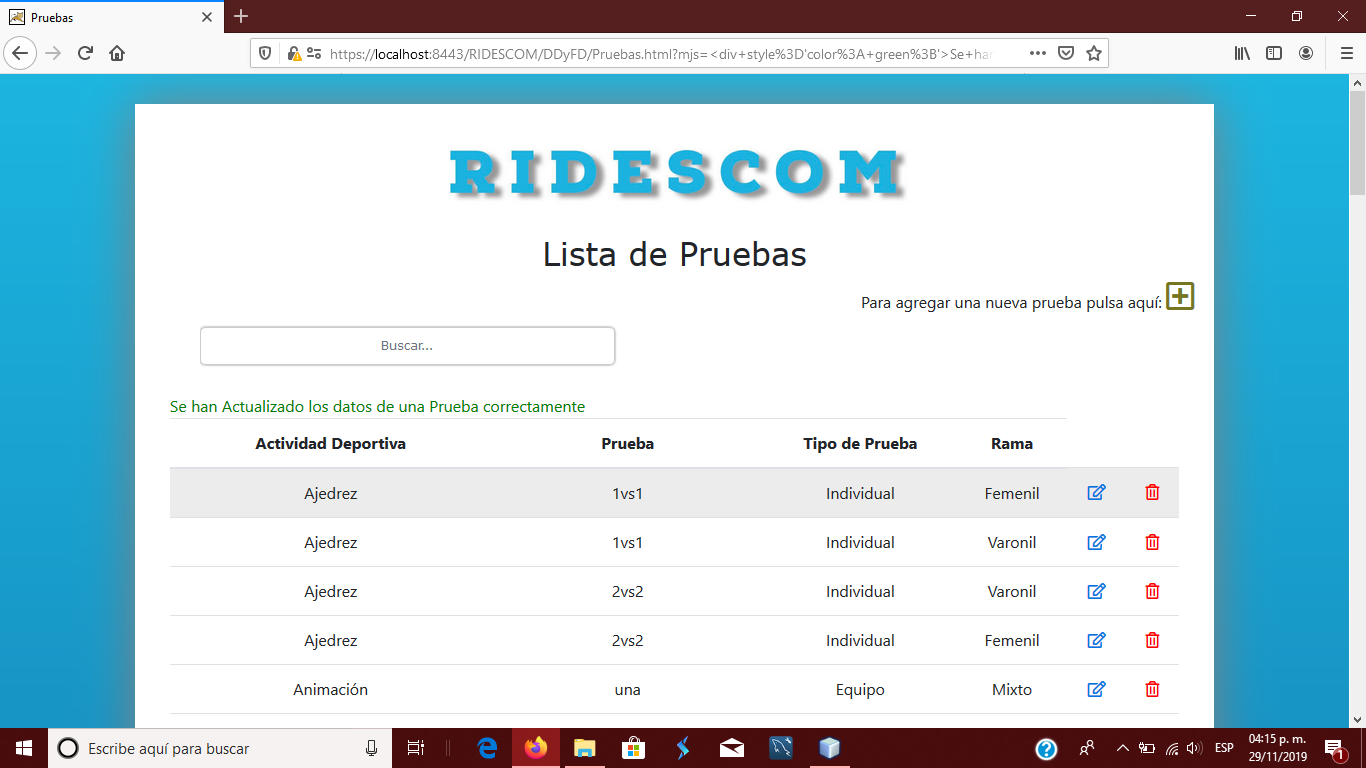 Pruebas
https://localhost:8443/RIDESCOM/DDyFD/Pruebas.html?mjs=<div+style%3D'color%3A+green%3B'>Se+har
RIDESCOM
Lista de Pruebas
Para agregar una nueva prueba pulsa aquí:
Buscar...
Se han Actualizado los datos de una Prueba correctamente
Actividad Deportiva Prueba Tipo de Prueba Rama
Ajedrez 1vs1 Individual Femenil
Ajedrez 1vs1 Individual Varonil
Ajedrez 2vs2 Individual Varonil
Ajedrez 2vs2 Individual Femenil
Animación una Equipo Mixto
Escribe aquí para buscar
ESP
04:15 p. m.
29/11/2019
1